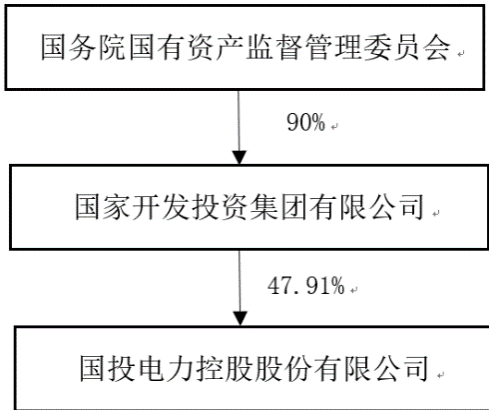 国务院国有资产监督管理委员会
90%
国家开发投资集团有限公司
47.91%
国投电力控股股份有限公司